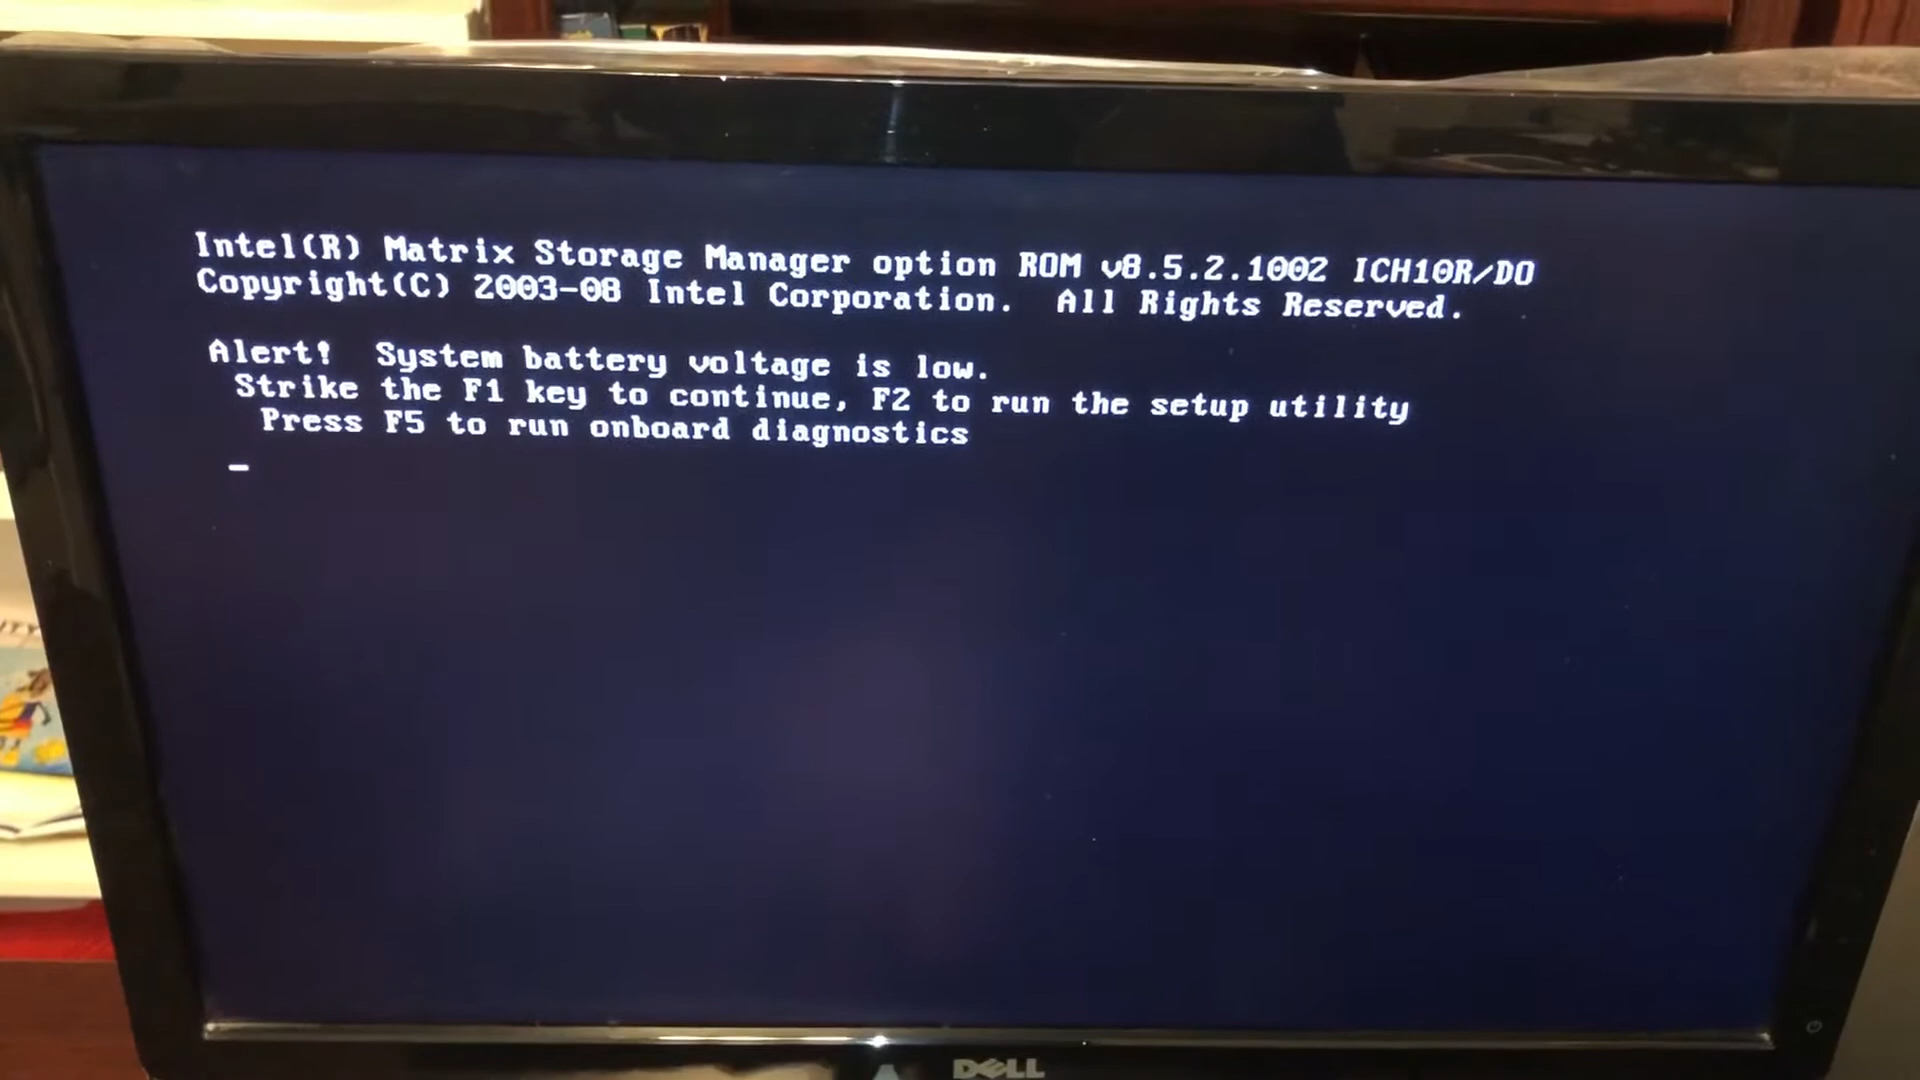 Intel(R) Matrix Storage Manager option ROM v8.5.2.1002 ICH10R/DO
Copyright(C) 2003-08 Intel Corporation.  All Rights Reserved.
Alert!  System battery voltage is low.
Strike the F1 key to continue, F2 to run the setup utility
Press F5 to run onboard diagnostics
DELL